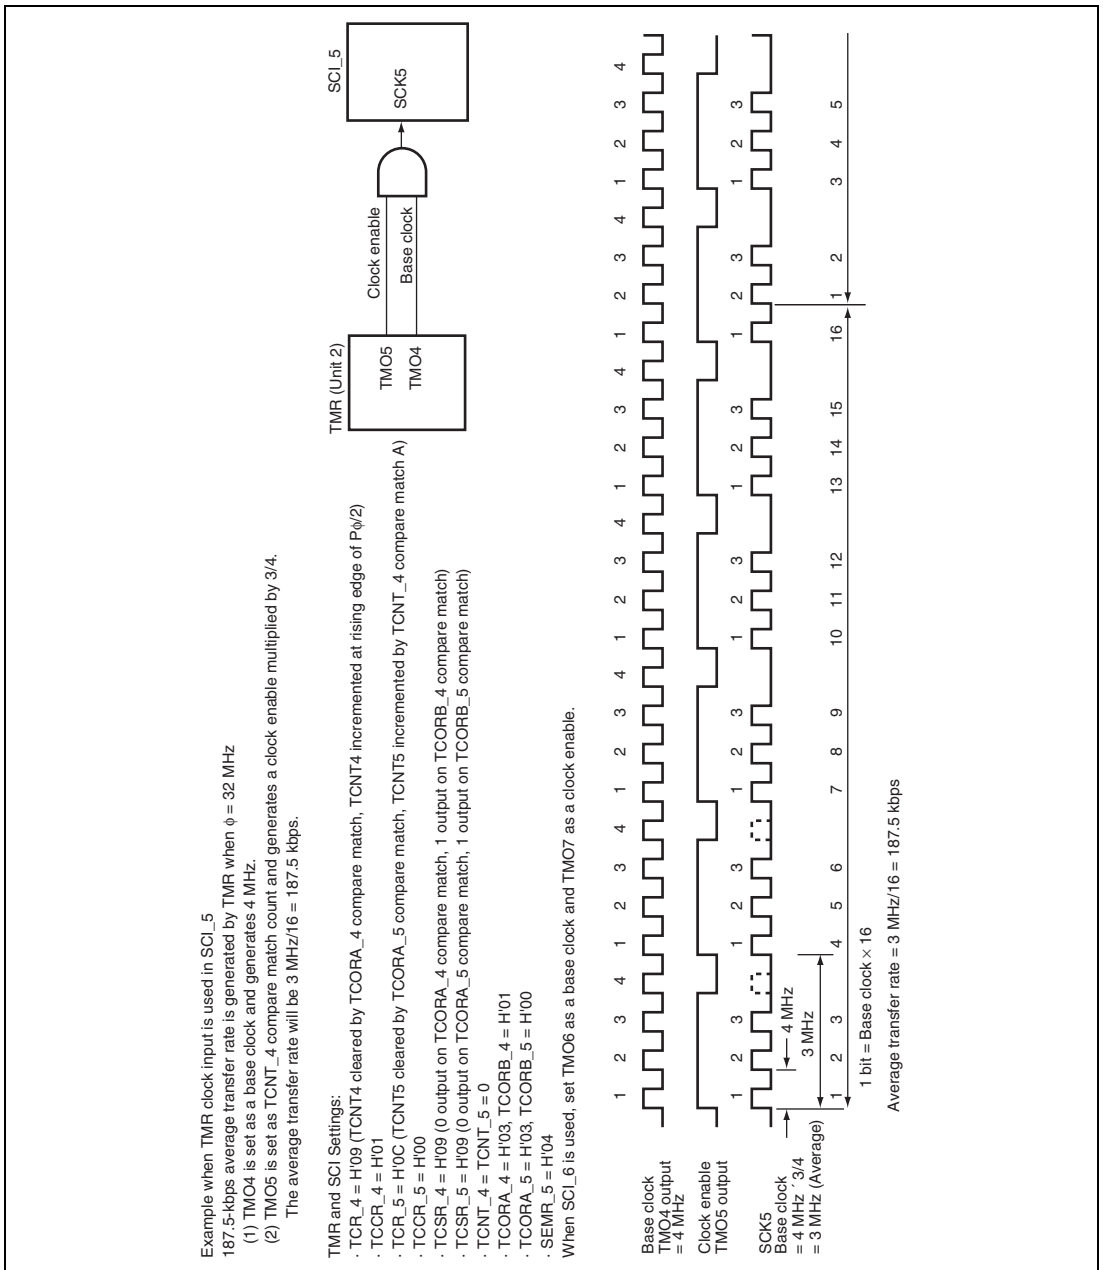 Example when TMR clock input is used in SCI_5
187.5-kbps average transfer rate is generated by TMR when φ = 32 MHz
(1) TMO4 is set as a base clock and generates 4 MHz.
(2) TMO5 is set as TCNT_4 compare match count and generates a clock enable multiplied by 3/4.
The average transfer rate will be 3 MHz/16 = 187.5 kbps.
TMR and SCI Settings:
· TCR_4 = H'09 (TCNT4 cleared by TCORA_4 compare match, TCNT4 incremented at rising edge of Pφ/2)
· TCCR_4 = H'01
· TCR_5 = H'0C (TCNT5 cleared by TCORA_5 compare match, TCNT5 incremented by TCNT_4 compare match A)
· TCCR_5 = H'00
· TCSR_4 = H'09 (0 output on TCORA_4 compare match, 1 output on TCORB_4 compare match)
· TCSR_5 = H'09 (0 output on TCORA_5 compare match, 1 output on TCORB_5 compare match)
· TCNT_4 = TCNT_5 = 0
· TCORA_4 = H'03, TCORB_4 = H'01
· TCORA_5 = H'03, TCORB_5 = H'00
· SEMR_5 = H'04
When SCI_6 is used, set TMO6 as a base clock and TMO7 as a clock enable.
TMR (Unit 2)
TMO5
TMO4
Clock enable
Base clock
SCI_5
SCK5
1 2 3 4 1 2 3 4 1 2 3 4 1 2 3 4 1 2 3 4 1 2 3 4 1 2 3 4
Base clock
TMO4 output
= 4 MHz
Clock enable
TMO5 output
1 2 3 1 2 3 1 2 3 1 2 3 1 2 3 1 2 3 1 2 3
SCK5
Base clock
= 4 MHz ´ 3/4
= 3 MHz (Average)
4 MHz
3 MHz
1 2 3 4 5 6 7 8 9 10 11 12 13 14 15 16 1 2 3 4 5
1 bit = Base clock × 16
Average transfer rate = 3 MHz/16 = 187.5 kbps